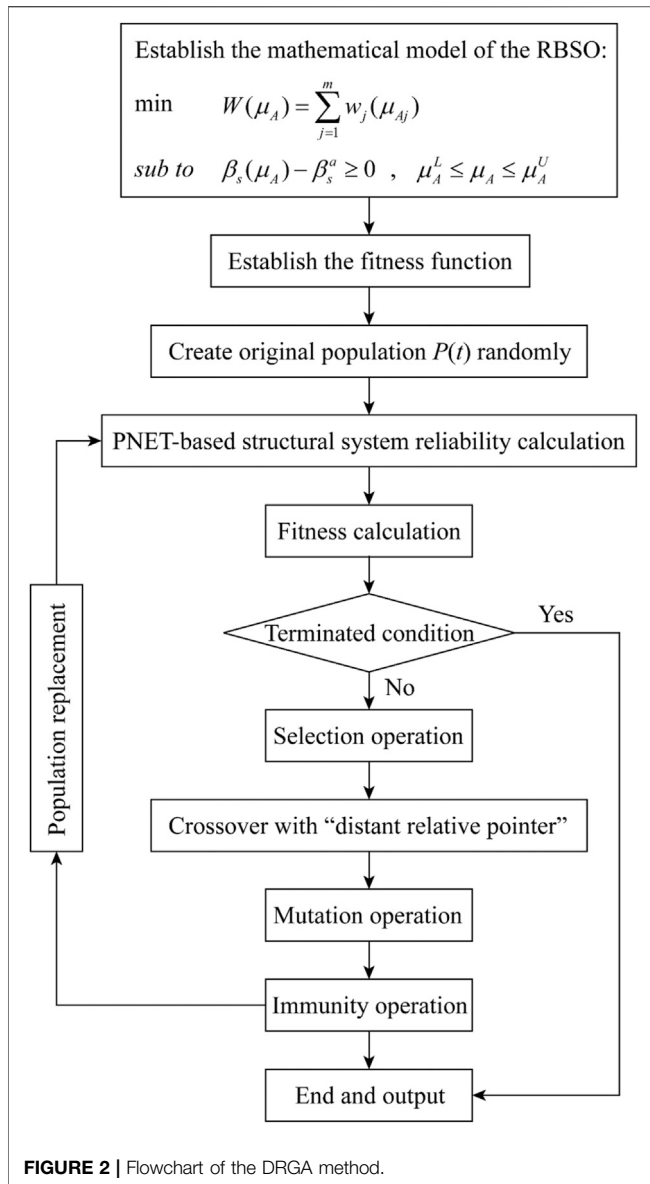 Establish the mathematical model of the RBSO:
min W(μ_A) = ∑_{j=1}^{m} w_j(μ_{Aj})
sub to β_s(μ_A) − β_s^a ≥ 0 , μ_A^L ≤ μ_A ≤ μ_A^U
Establish the fitness function
Create original population P(t) randomly
PNET-based structural system reliability calculation
Fitness calculation
Terminated condition
Yes
No
Selection operation
Crossover with “distant relative pointer”
Mutation operation
Immunity operation
Population replacement
End and output
FIGURE 2 | Flowchart of the DRGA method.